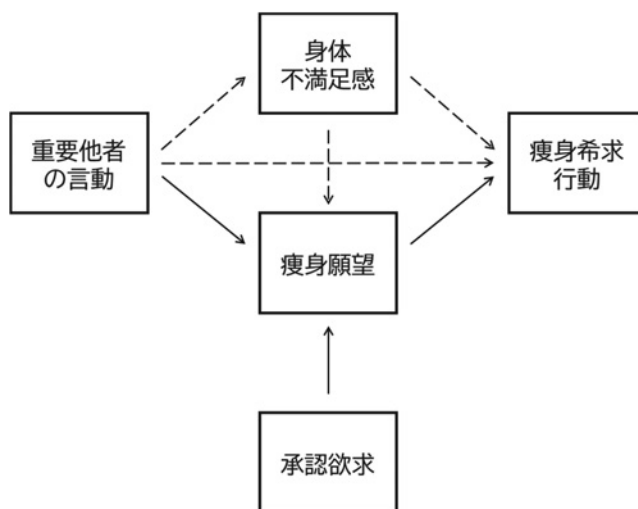 身体
不満足感
重要他者
の言動
痩身希求
行動
痩身願望
承認欲求